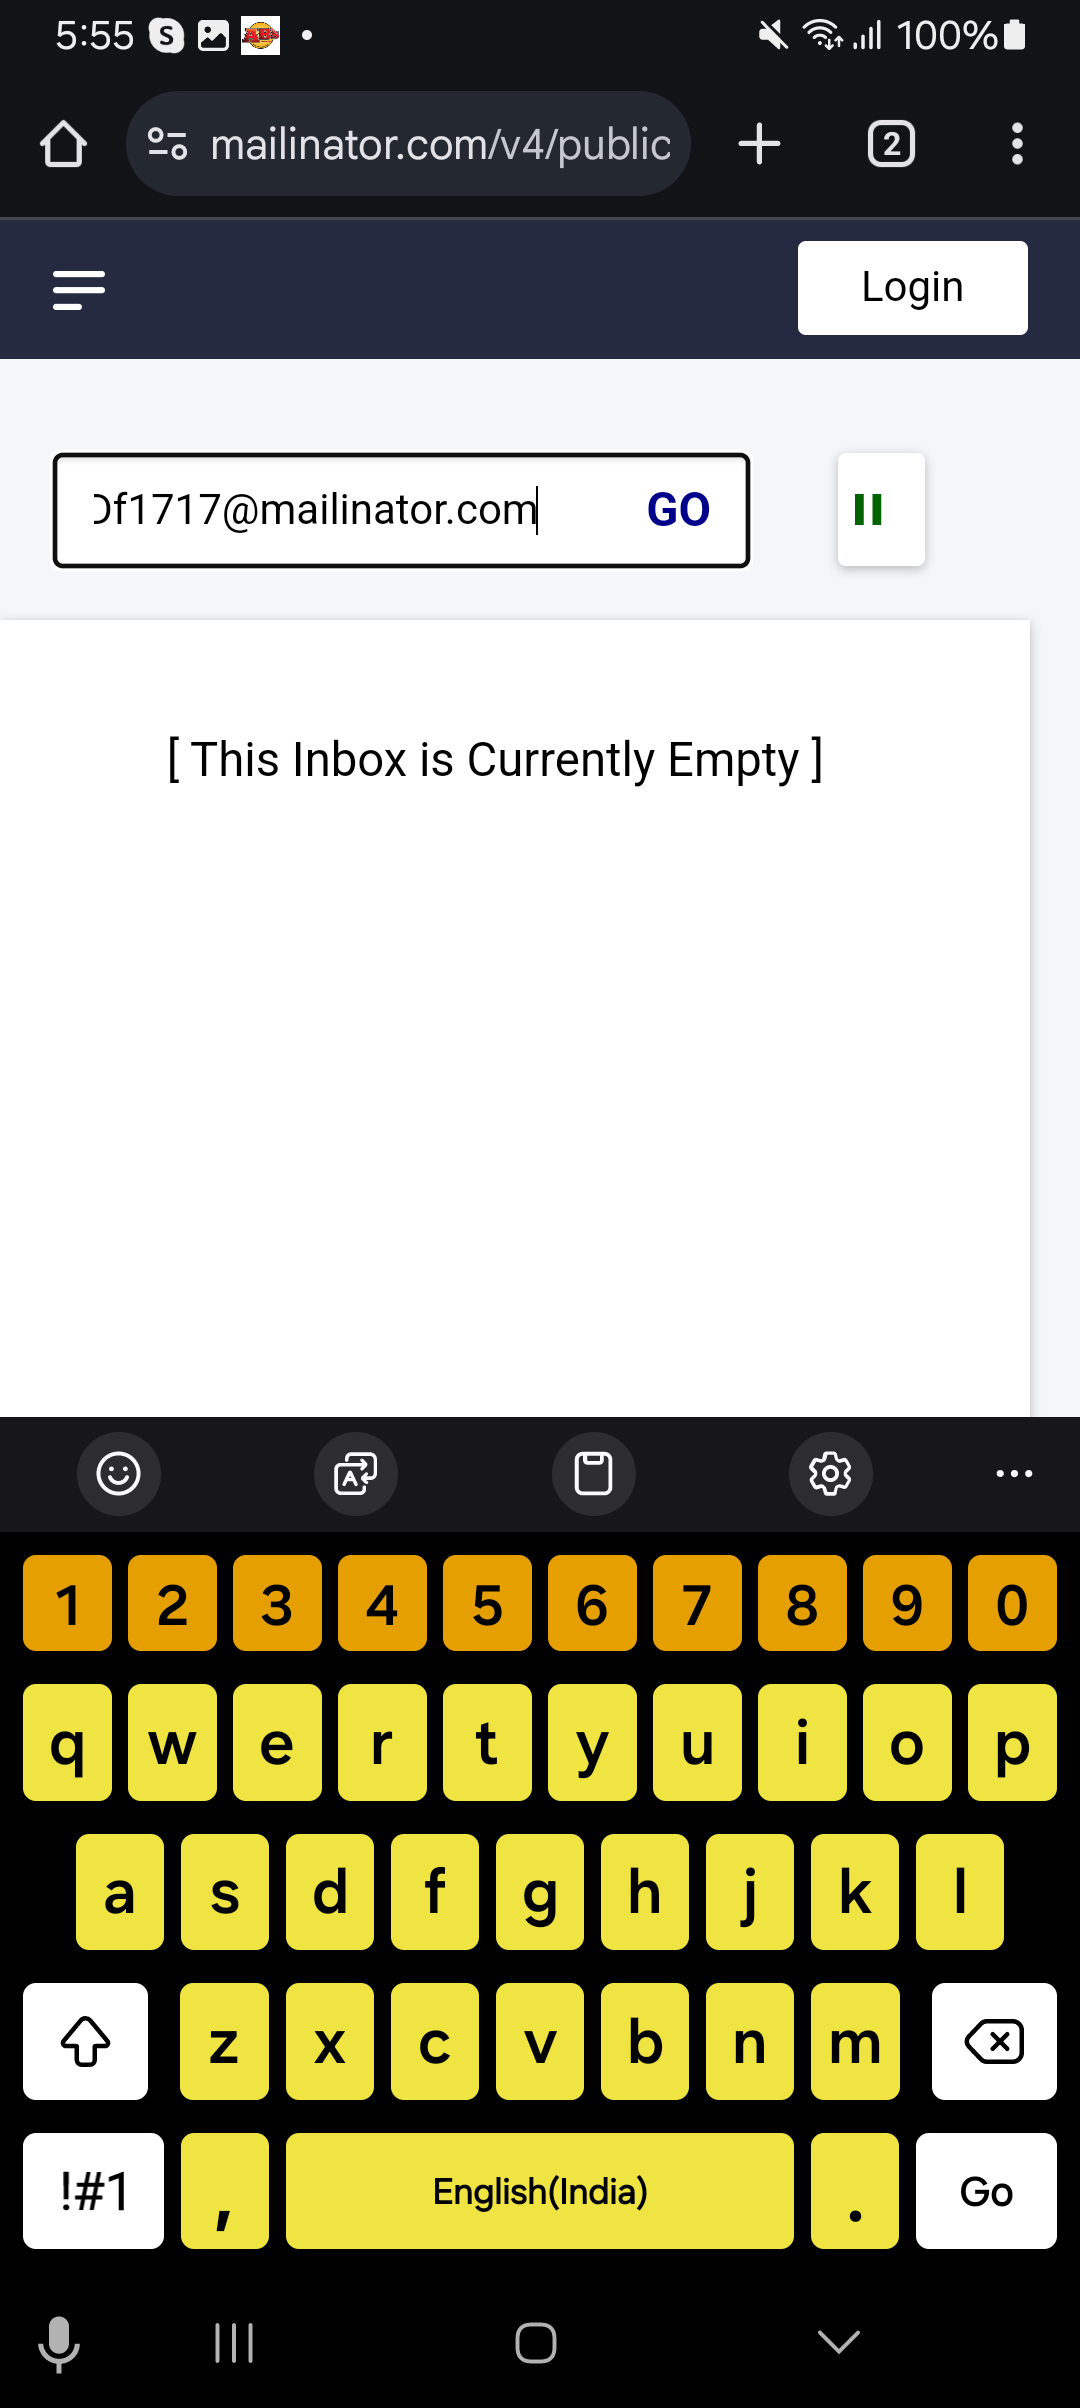 5:55 S ABs 100%
mailinator.com/v4/public
2
Login
f1717@mailinator.com GO
[ This Inbox is Currently Empty ]
A
1 2 3 4 5 6 7 8 9 0
q w e r t y u i o p
a s d f g h j k l
z x c v b n m
!#1 , English(India) . Go